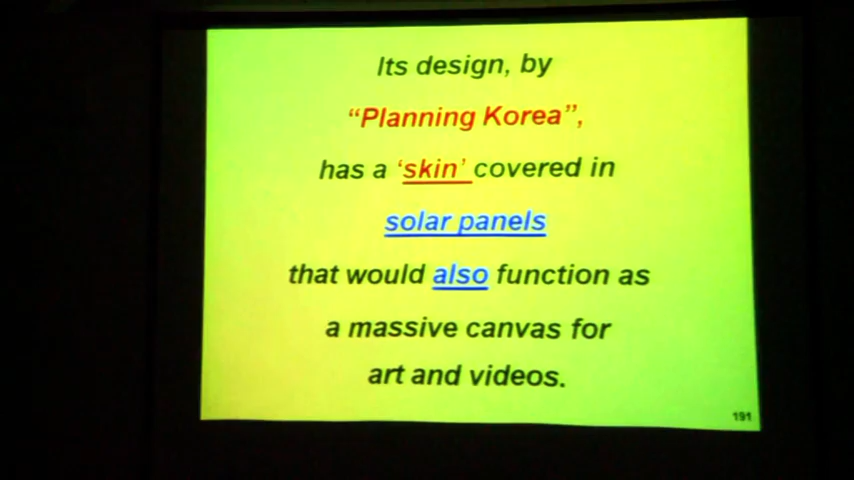 Its design, by
“Planning Korea”,
has a ‘skin’ covered in
solar panels
that would also function as
a massive canvas for
art and videos.
191